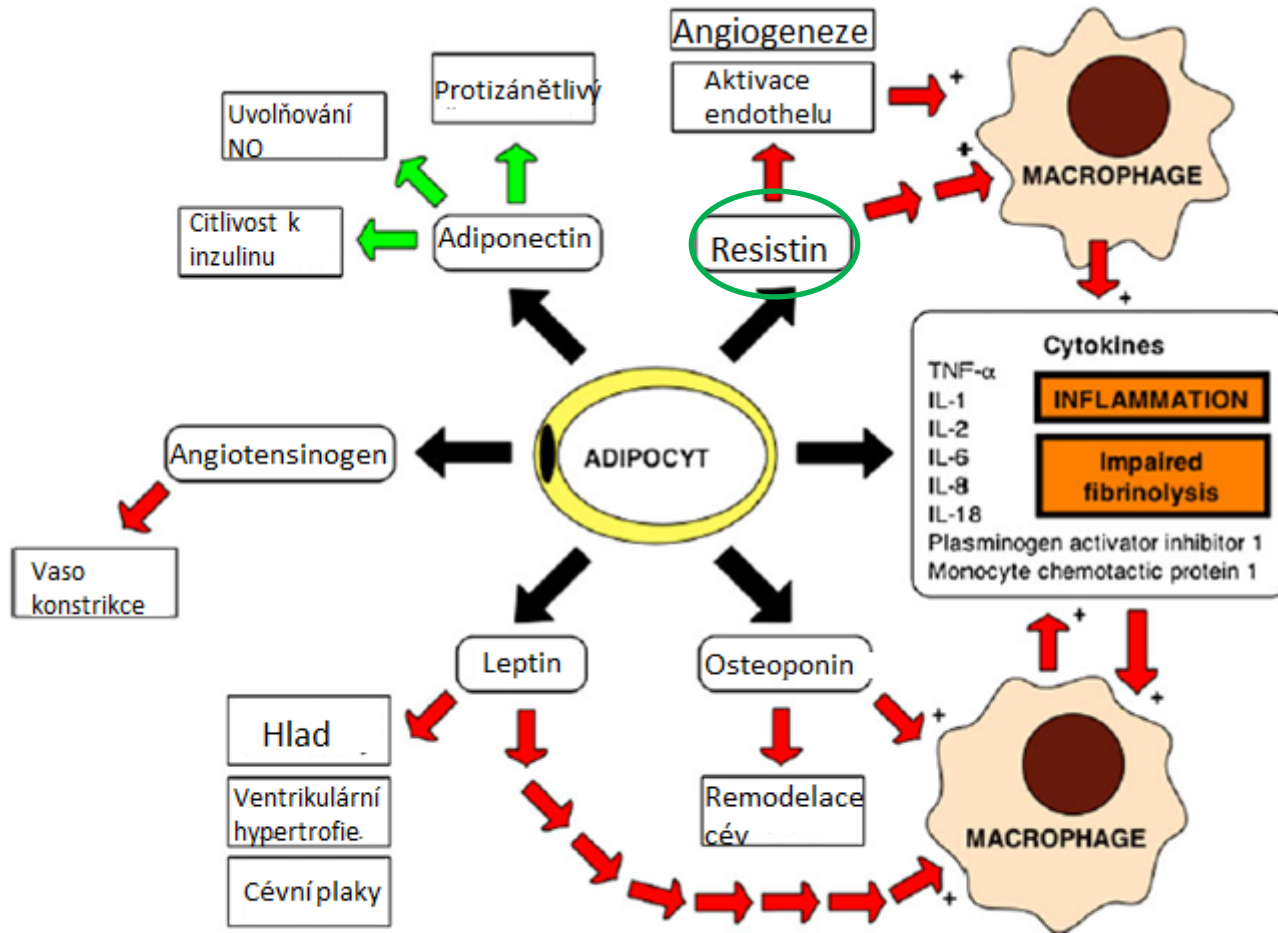 Angiogeneze
Protizánětlivý
Aktivace
endothelu
+
Uvolňování
NO
+
MACROPHAGE
Citlivost k
inzulinu
Adiponectin
Resistin
+
Cytokines
TNF-α
IL-1
IL-2
IL-6
IL-8
IL-18
INFLAMMATION
Impaired
fibrinolysis
Plasminogen activator inhibitor 1
Monocyte chemotactic protein 1
Angiotensinogen
ADIPOCYT
Vaso
konstrikce
+
Leptin
Osteoponin
+
+
Hlad
Ventrikulární
hypertrofie.
Remodelace
cév
MACROPHAGE
Cévní plaky
+